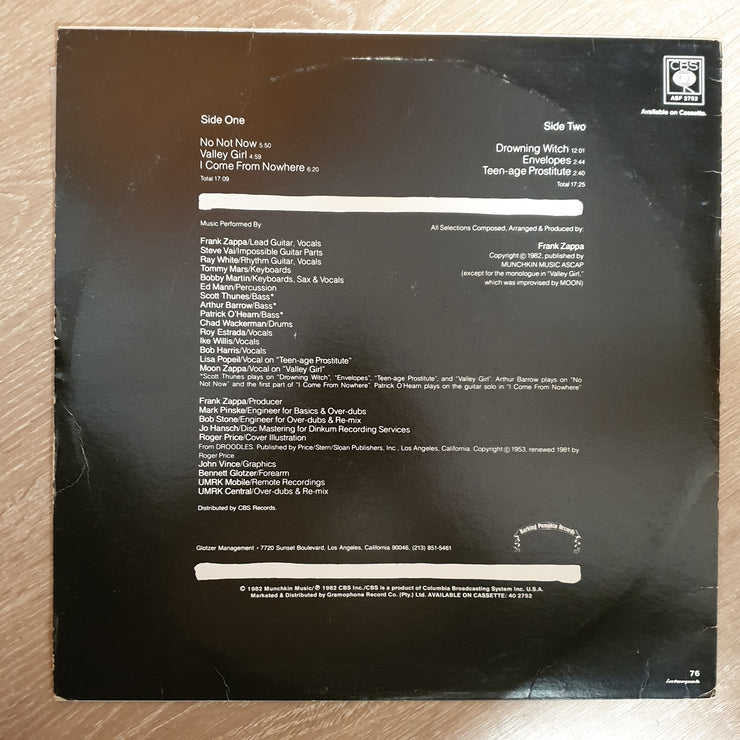 CBS
ASF 2753
Available on Cassette.
Side One
No Not Now 5:50
Valley Girl 4:59
I Come From Nowhere 6:20
Total 17:09
Side Two
Drowning Witch 12:01
Envelopes 2:44
Teen-age Prostitute 2:40
Total 17:25
Music Performed By:
Frank Zappa/Lead Guitar, Vocals
Steve Vai/Impossible Guitar Parts
Ray White/Rhythm Guitar, Vocals
Tommy Mars/Keyboards
Bobby Martin/Keyboards, Sax & Vocals
Ed Mann/Percussion
Scott Thunes/Bass*
Arthur Barrow/Bass*
Patrick O'Hearn/Bass*
Chad Wackerman/Drums
Roy Estrada/Vocals
Ike Willis/Vocals
Bob Harris/Vocals
Lisa Popeil/Vocal on "Teen-age Prostitute"
Moon Zappa/Vocal on "Valley Girl"
*Scott Thunes plays on "Drowning Witch", "Envelopes", "Teen-age Prostitute", and "Valley Girl". Arthur Barrow plays on "No
Not Now" and the first part of "I Come From Nowhere". Patrick O'Hearn plays on the guitar solo in "I Come From Nowhere"
All Selections Composed, Arranged & Produced by:
Frank Zappa
Copyright © 1982, published by
MUNCHKIN MUSIC ASCAP
(except for the monologue in "Valley Girl,"
which was improvised by MOON)
Frank Zappa/Producer
Mark Pinske/Engineer for Basics & Over-dubs
Bob Stone/Engineer for Over-dubs & Re-mix
Jo Hansch/Disc Mastering for Dinkum Recording Services
Roger Price/Cover Illustration
From DROODLES. Published by Price/Stern/Sloan Publishers, Inc., Los Angeles, California. Copyright © 1953, renewed 1981 by
Roger Price.
John Vince/Graphics
Bennett Glotzer/Forearm
UMRK Mobile/Remote Recordings
UMRK Central/Over-dubs & Re-mix
Distributed by CBS Records.
Barking Pumpkin Records
Glotzer Management • 7720 Sunset Boulevard, Los Angeles, California 90046, (213) 851-5461
© 1982 Munchkin Music/℗ 1982 CBS Inc./CBS is a product of Columbia Broadcasting System Inc. U.S.A.
Marketed & Distributed by Gramophone Record Co. (Pty.) Ltd. AVAILABLE ON CASSETTE: 40 2753
76
interpak